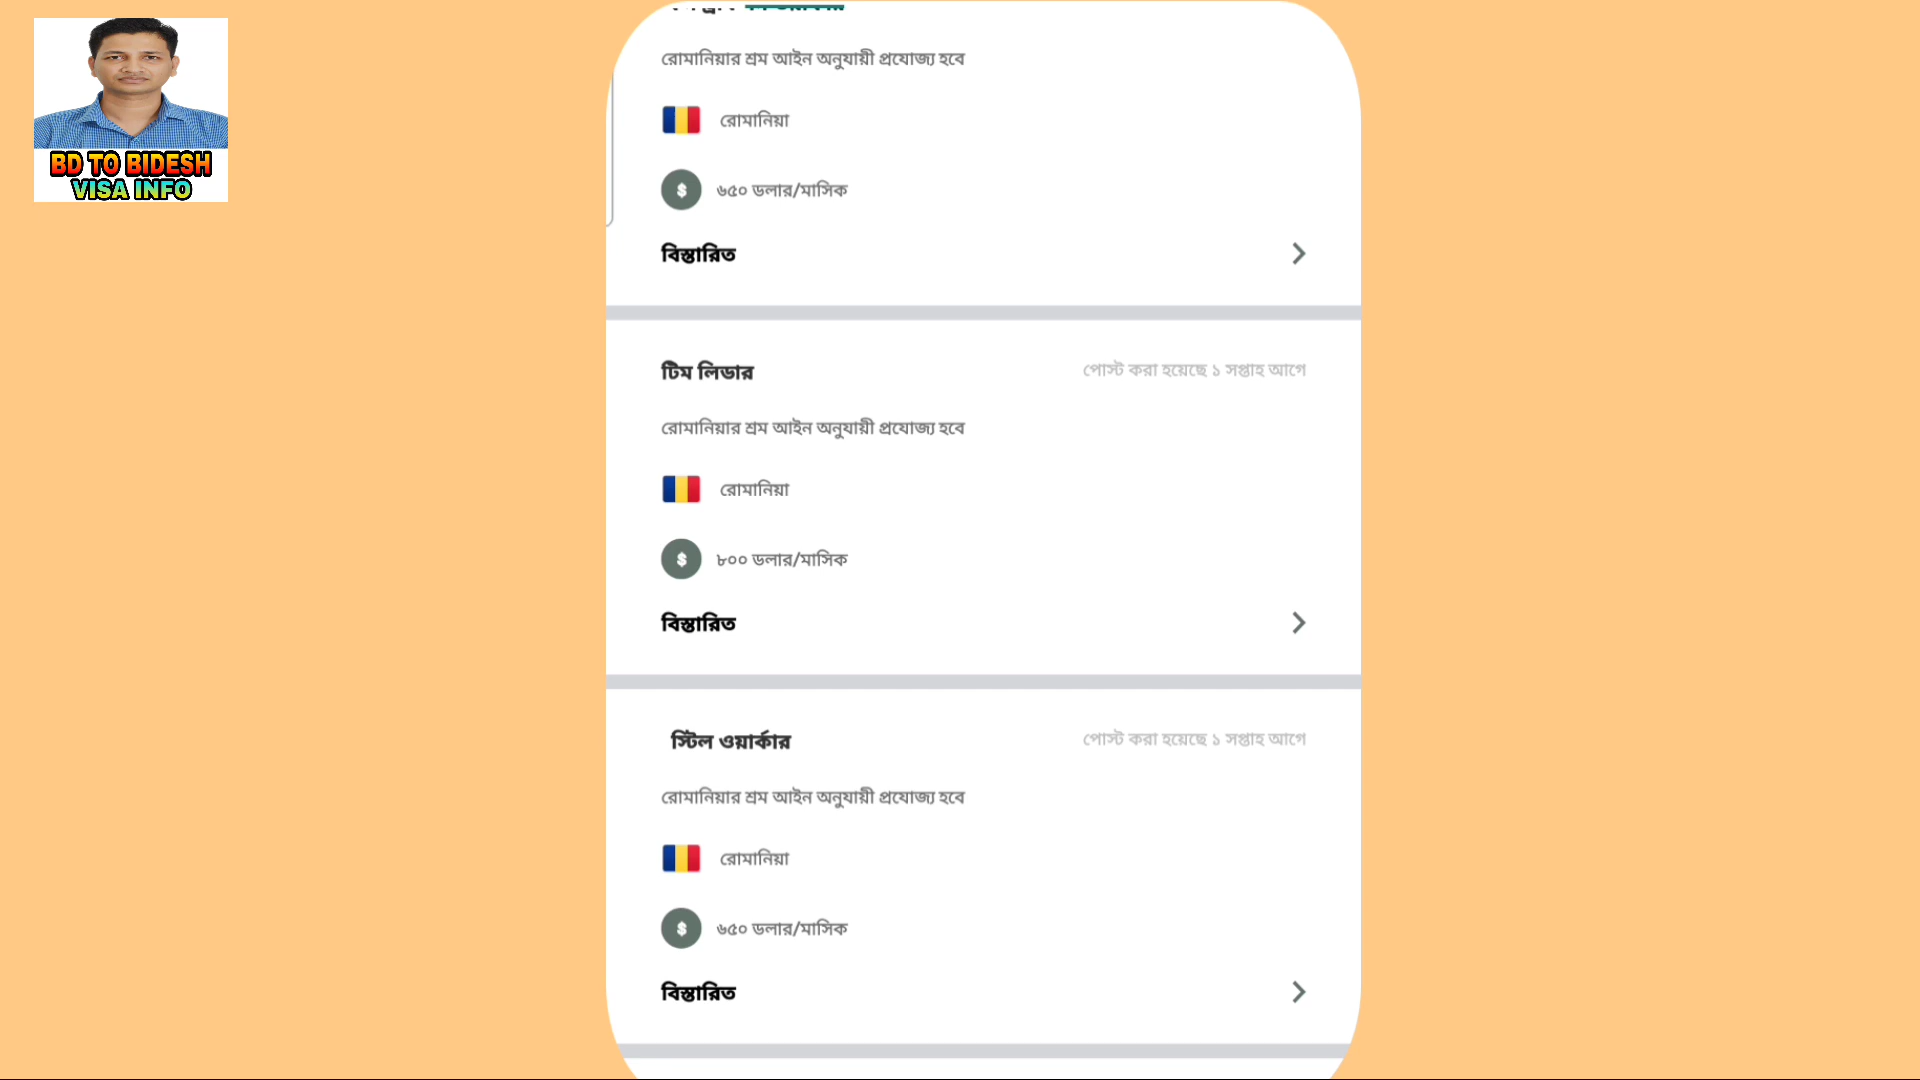 BD TO BIDESH
VISA INFO
রোমানিয়ার শ্রম আইন অনুযায়ী প্রযোজ্য হবে
রোমানিয়া
$ ৬৫০ ডলার/মাসিক
বিস্তারিত
টিম লিডার
পোস্ট করা হয়েছে ১ সপ্তাহ আগে
রোমানিয়ার শ্রম আইন অনুযায়ী প্রযোজ্য হবে
রোমানিয়া
$ ৮০০ ডলার/মাসিক
বিস্তারিত
স্টিল ওয়ার্কার
পোস্ট করা হয়েছে ১ সপ্তাহ আগে
রোমানিয়ার শ্রম আইন অনুযায়ী প্রযোজ্য হবে
রোমানিয়া
$ ৬৫০ ডলার/মাসিক
বিস্তারিত